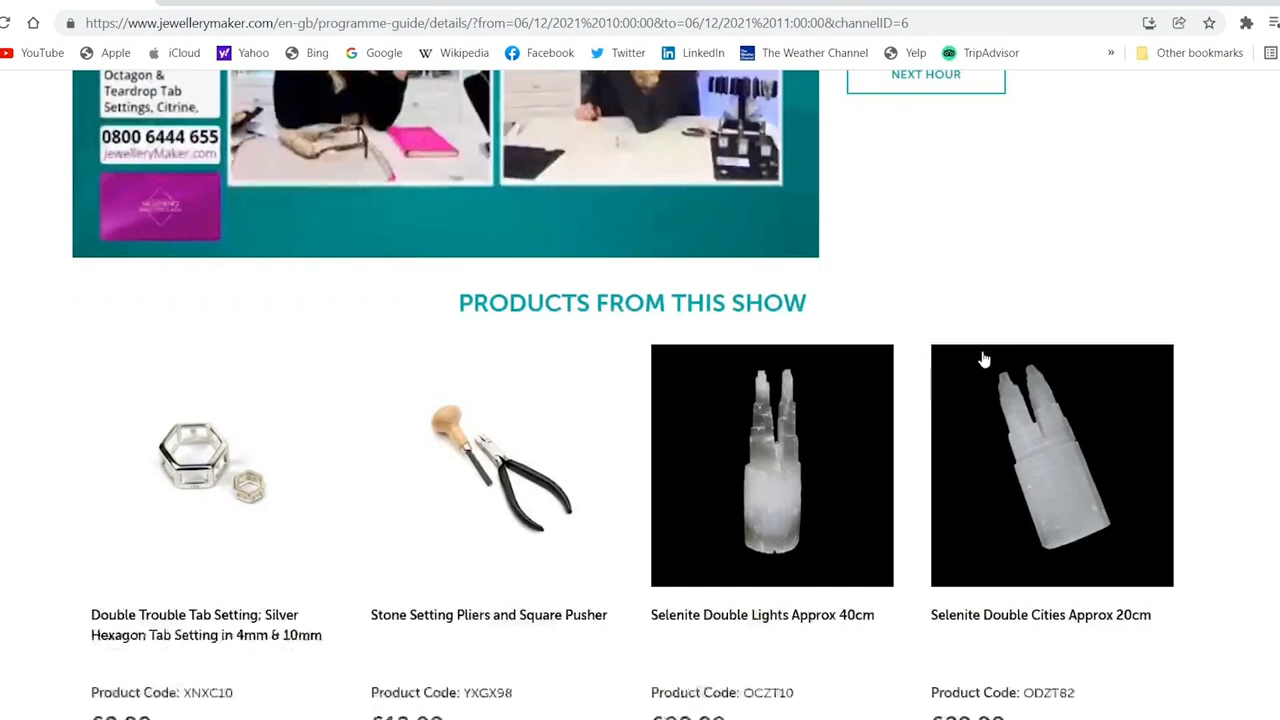 https://www.jewellerymaker.com/en-gb/programme-guide/details/?from=06/12/2021%2010:00:00&to=06/12/2021%2011:00:00&channelID=6
YouTube Apple iCloud Yahoo Bing Google Wikipedia Facebook Twitter LinkedIn The Weather Channel Yelp TripAdvisor » Other bookmarks
Octagon &
Teardrop Tab
Settings, Citrine,
0800 6444 655
jewelleryMaker.com
NEXT HOUR
PRODUCTS FROM THIS SHOW
Double Trouble Tab Setting; Silver
Hexagon Tab Setting in 4mm & 10mm
Stone Setting Pliers and Square Pusher
Selenite Double Lights Approx 40cm
Selenite Double Cities Approx 20cm
Product Code: XNXC10
Product Code: YXGX98
Product Code: OCZT10
Product Code: ODZT82